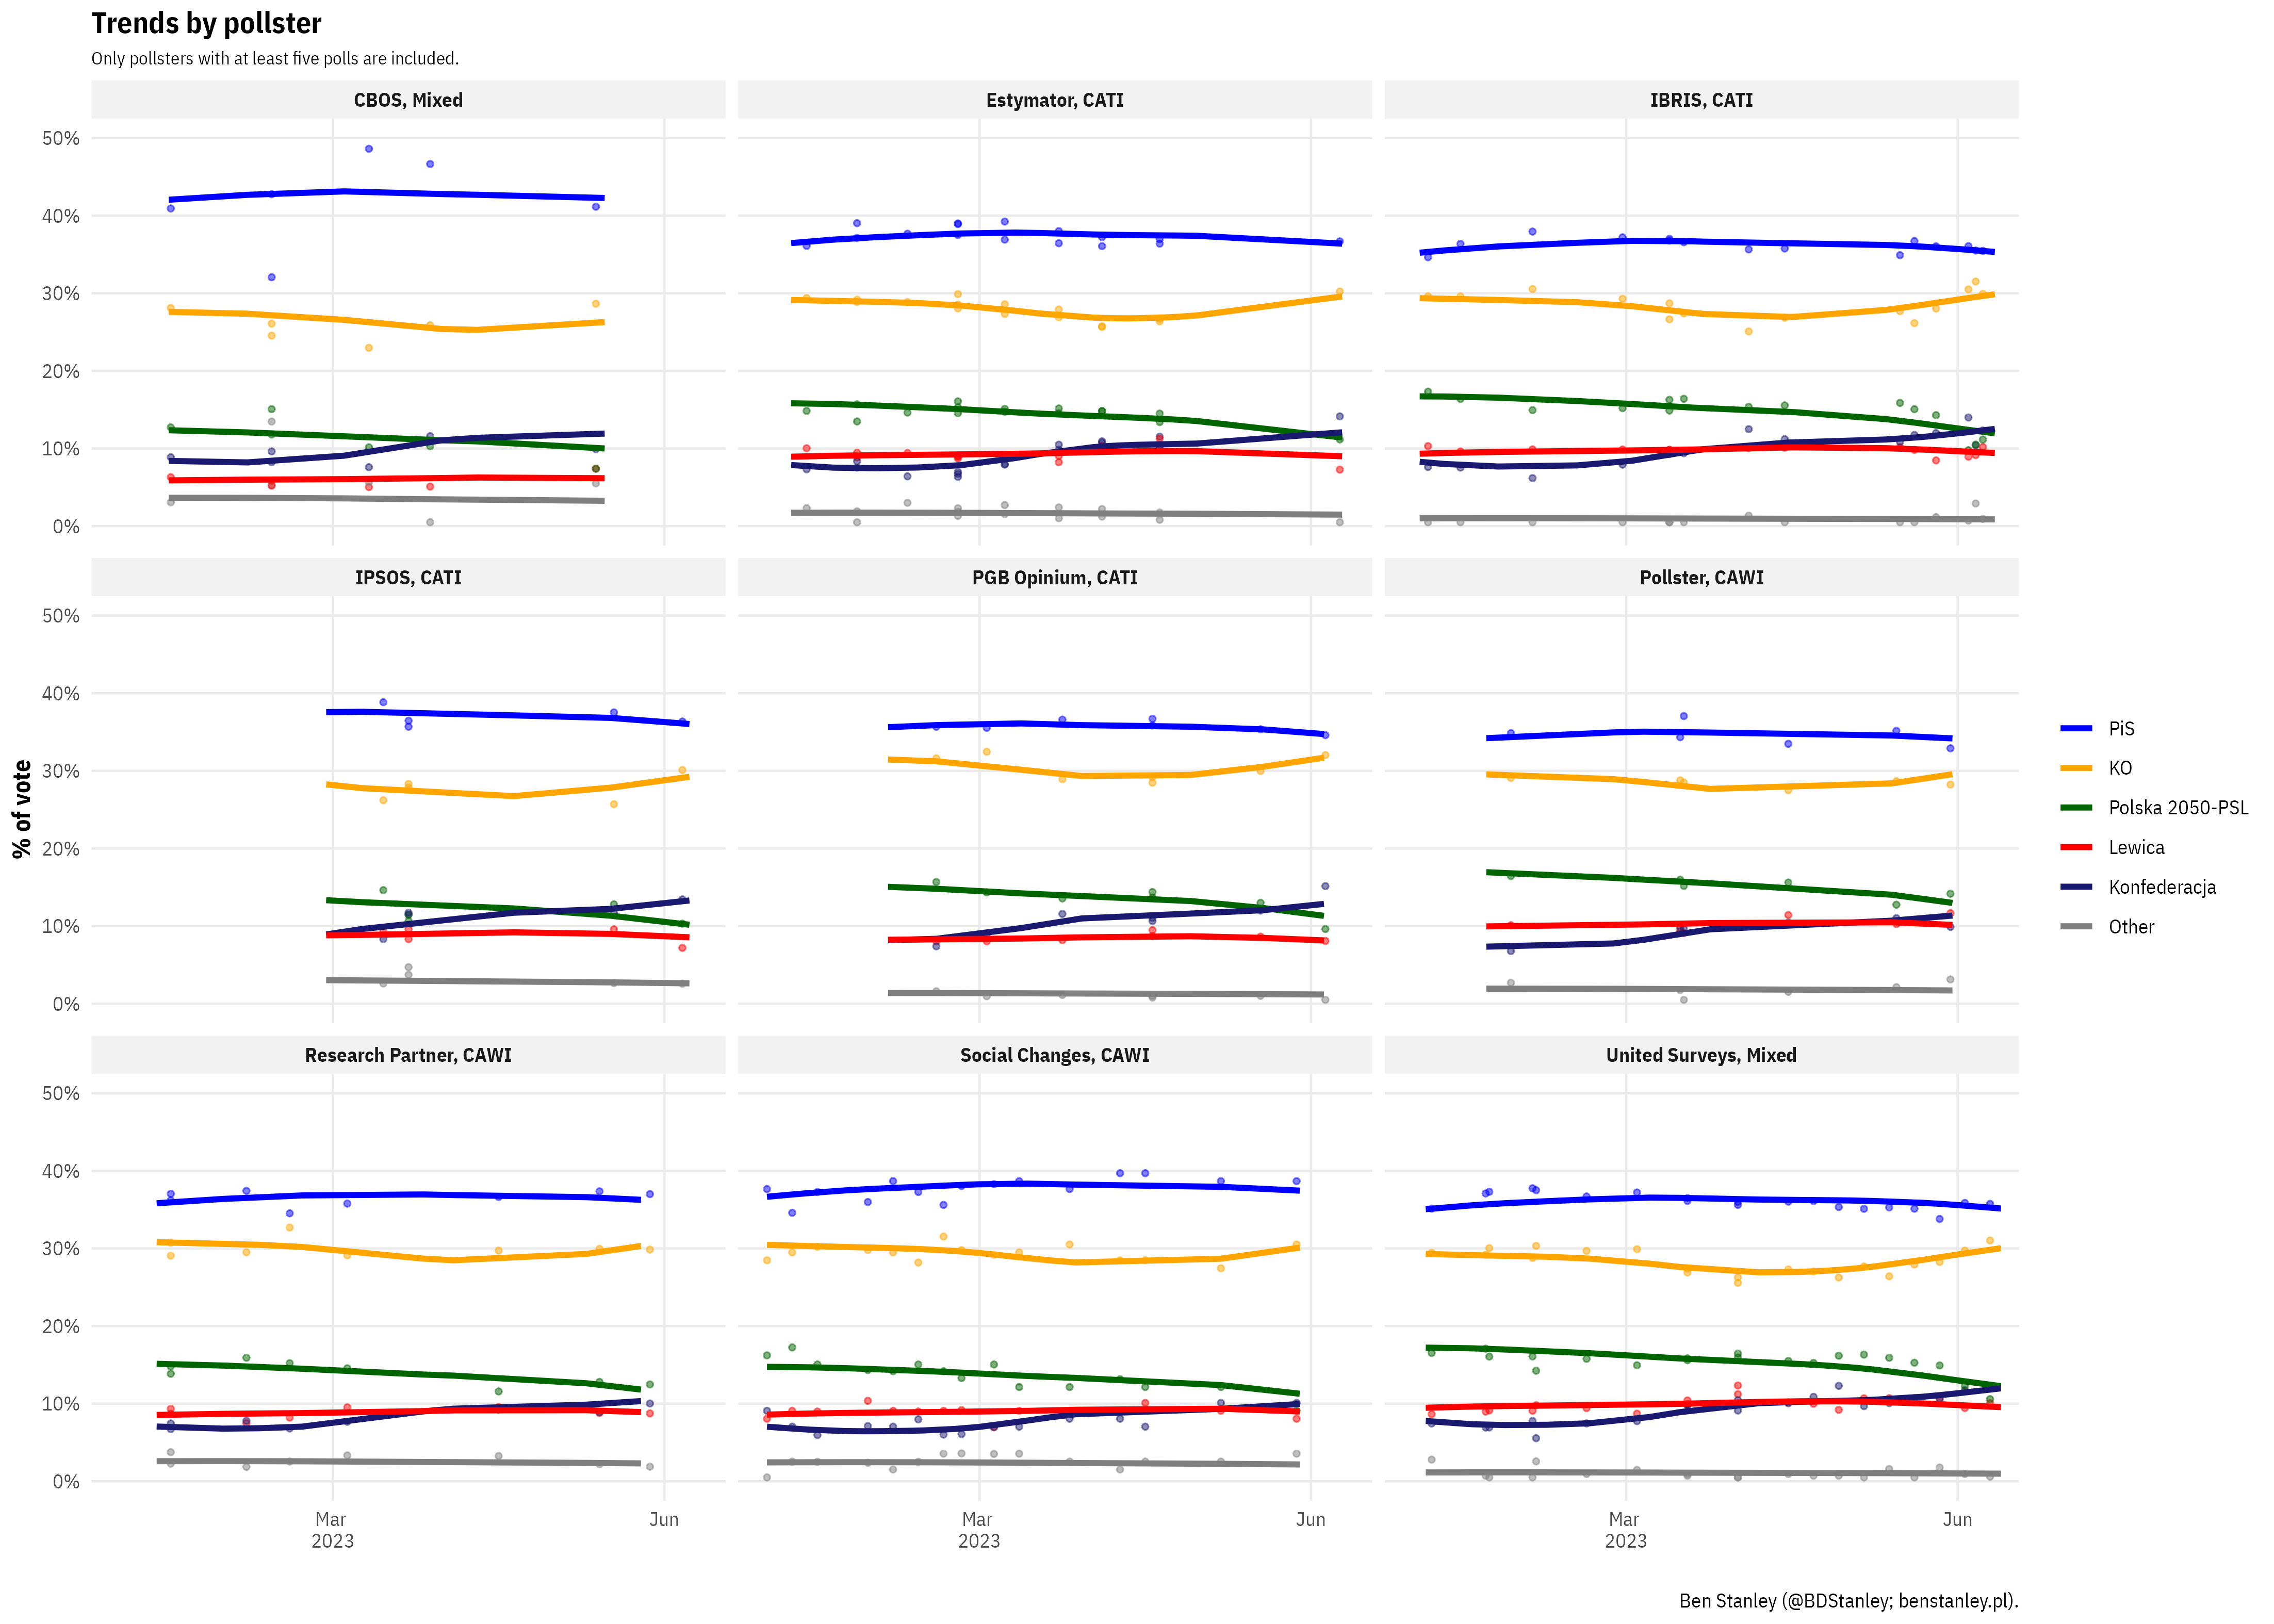 Trends by pollster
Only pollsters with at least five polls are included.
CBOS, Mixed
Estymator, CATI
IBRIS, CATI
50%
40%
30%
20%
10%
0%
IPSOS, CATI
PGB Opinium, CATI
Pollster, CAWI
50%
40%
30%
20%
10%
0%
Research Partner, CAWI
Social Changes, CAWI
United Surveys, Mixed
50%
40%
30%
20%
10%
0%
Mar
2023
Jun
Mar
2023
Jun
Mar
2023
Jun
% of vote
PiS
KO
Polska 2050-PSL
Lewica
Konfederacja
Other
Ben Stanley (@BDStanley; benstanley.pl).